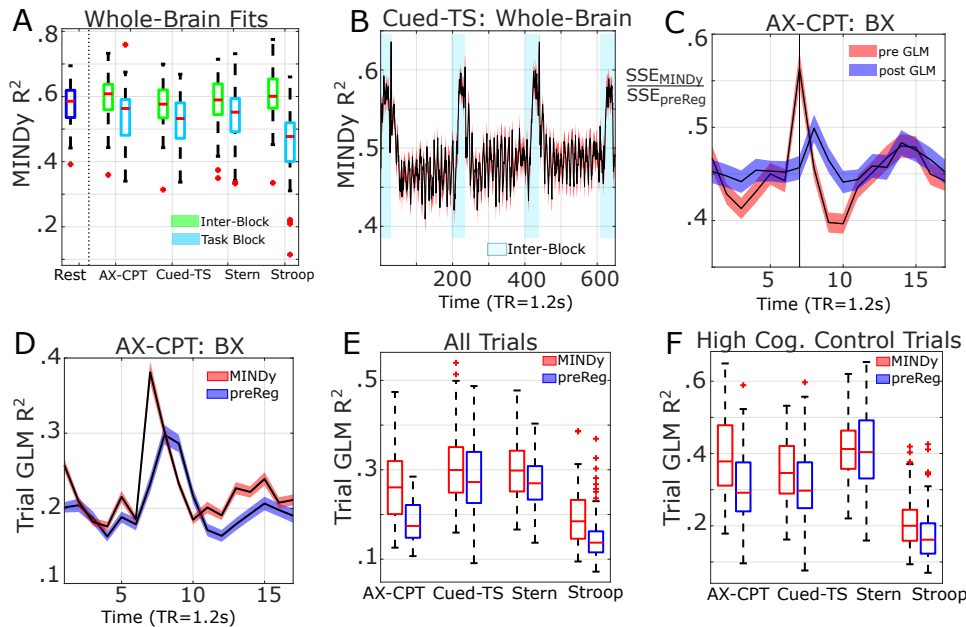 A
Whole-Brain Fits
MINDy R²
.8
.6
.4
.2
Inter-Block
Task Block
Rest AX-CPT Cued-TS Stern Stroop
B
Cued-TS: Whole-Brain
MINDy R²
.6
.5
.4
Inter-Block
200 400 600
Time (TR=1.2s)
C
AX-CPT: BX
pre GLM
post GLM
SSE_MINDy
SSE_preReg
.6
.5
.4
5 10 15
Time (TR=1.2s)
D
AX-CPT: BX
MINDy
preReg
Trial GLM R²
.4
.3
.2
.1
5 10 15
Time (TR=1.2s)
E
All Trials
MINDy
preReg
Trial GLM R²
.5
.3
.1
AX-CPT Cued-TS Stern Stroop
F
High Cog. Control Trials
MINDy
preReg
Trial GLM R²
.6
.4
.2
AX-CPT Cued-TS Stern Stroop